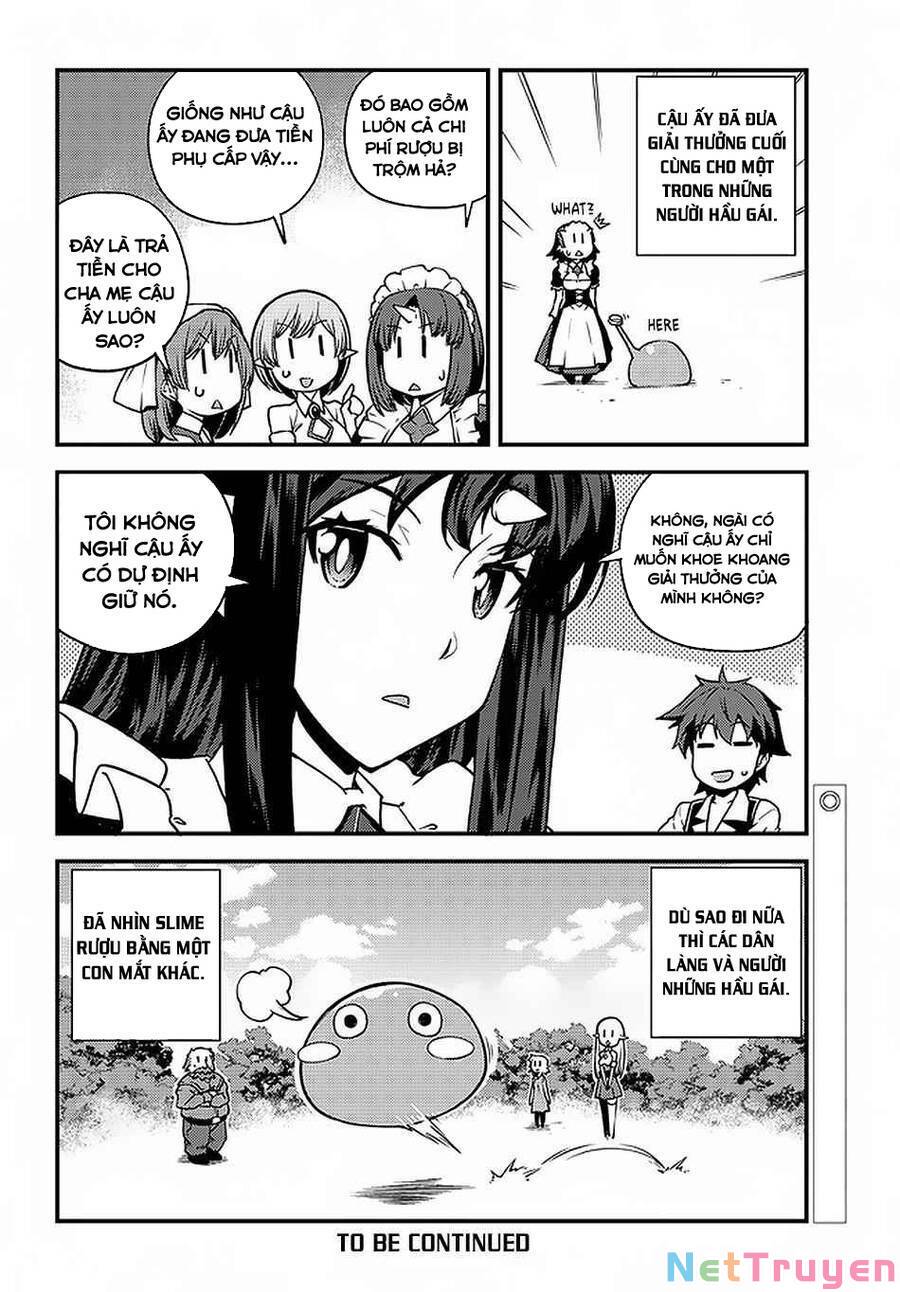 CẬU ẤY ĐÃ ĐƯA
GIẢI THƯỞNG CUỐI
CÙNG CHO MỘT
TRONG NHỮNG
NGƯỜI HẦU GÁI.
WHAT?
HERE
ĐÓ BAO GỒM
LUÔN CẢ CHI
PHÍ RƯỢU BỊ
TRỘM HẢ?
GIỐNG NHƯ CẬU
ẤY ĐANG ĐƯA TIỀN
PHỤ CẤP VẬY...
ĐÂY LÀ TRẢ
TIỀN CHO
CHA MẸ CẬU
ẤY LUÔN
SAO?
KHÔNG, NGÀI CÓ
NGHĨ CẬU ẤY CHỈ
MUỐN KHOE KHOANG
GIẢI THƯỞNG CỦA
MÌNH KHÔNG?
TÔI KHÔNG
NGHĨ CẬU ẤY
CÓ DỰ ĐỊNH
GIỮ NÓ.
DÙ SAO ĐI NỮA
THÌ CÁC DÂN
LÀNG VÀ NGƯỜI
NHỮNG HẦU GÁI.
ĐÃ NHÌN SLIME
RƯỢU BẰNG MỘT
CON MẮT KHÁC.
TO BE CONTINUED
NetTruyen